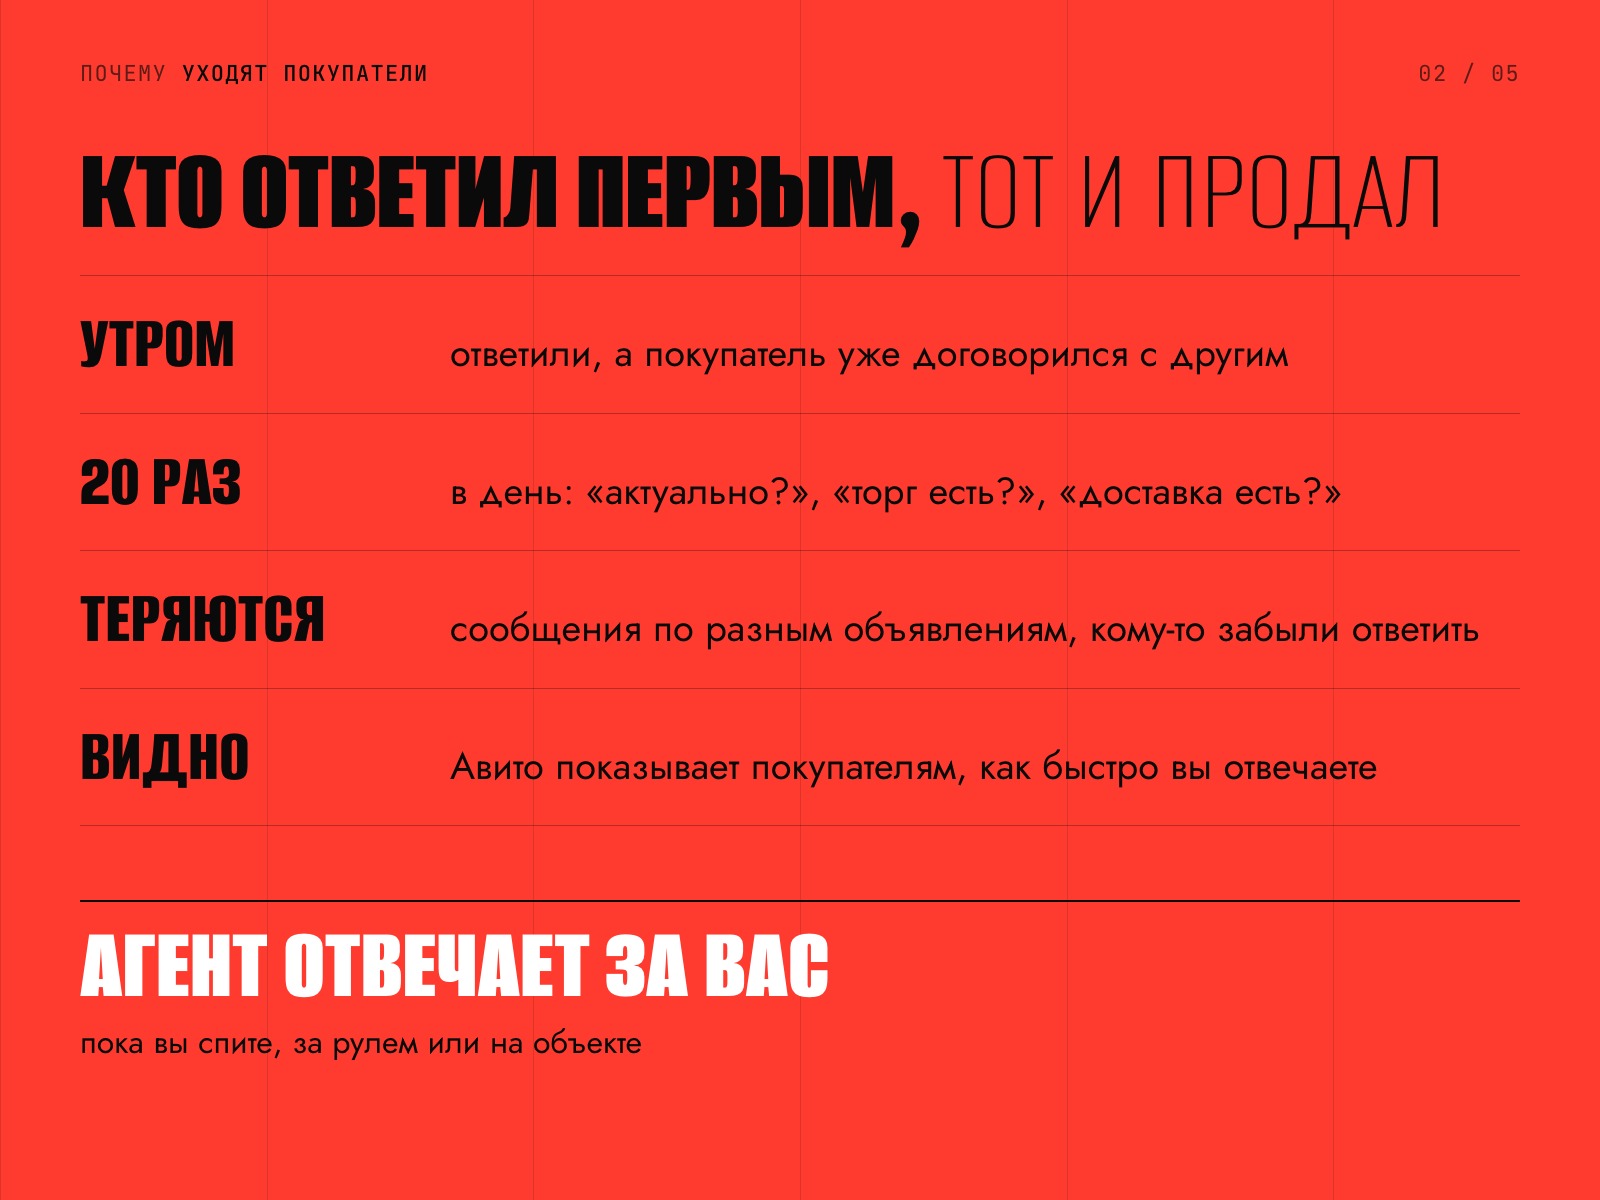 ПОЧЕМУ УХОДЯТ ПОКУПАТЕЛИ
02 / 05
КТО ОТВЕТИЛ ПЕРВЫМ, ТОТ И ПРОДАЛ
УТРОМ
ответили, а покупатель уже договорился с другим
20 РАЗ
в день: «актуально?», «торг есть?», «доставка есть?»
ТЕРЯЮТСЯ
сообщения по разным объявлениям, кому-то забыли ответить
ВИДНО
Авито показывает покупателям, как быстро вы отвечаете
АГЕНТ ОТВЕЧАЕТ ЗА ВАС
пока вы спите, за рулем или на объекте